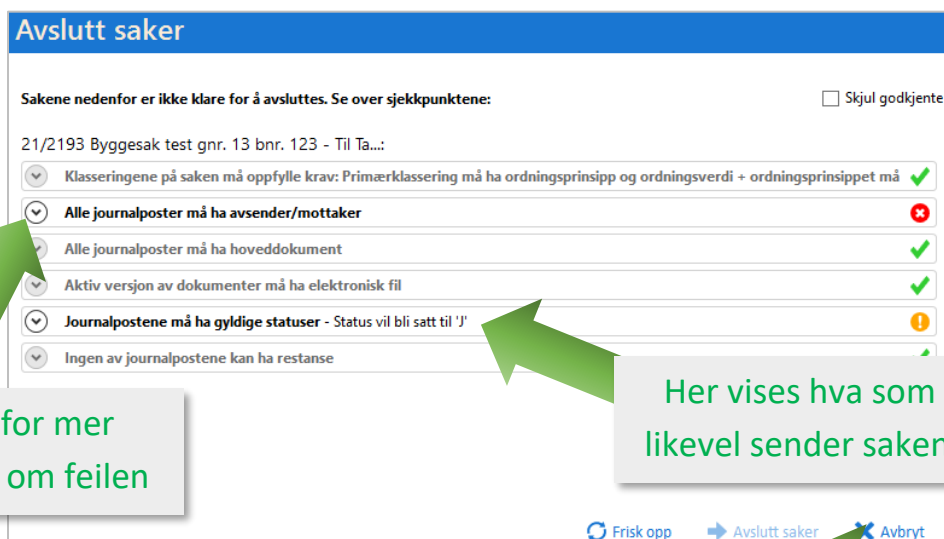 Avslutt saker
Sakene nedenfor er ikke klare for å avsluttes. Se over sjekkpunktene:
Skjul godkjente
21/2193 Byggesak test gnr. 13 bnr. 123 - Til Ta...:
Klasseringene på saken må oppfylle krav: Primærklassering må ha ordningsprinsipp og ordningsverdi + ordningsprinsippet må
Alle journalposter må ha avsender/mottaker
Alle journalposter må ha hoveddokument
Aktiv versjon av dokumenter må ha elektronisk fil
Journalpostene må ha gyldige statuser - Status vil bli satt til 'J'
Ingen av journalpostene kan ha restanse
Her vises hva som
likevel sender saken
for mer
om feilen
Frisk opp
Avslutt saker
Avbryt